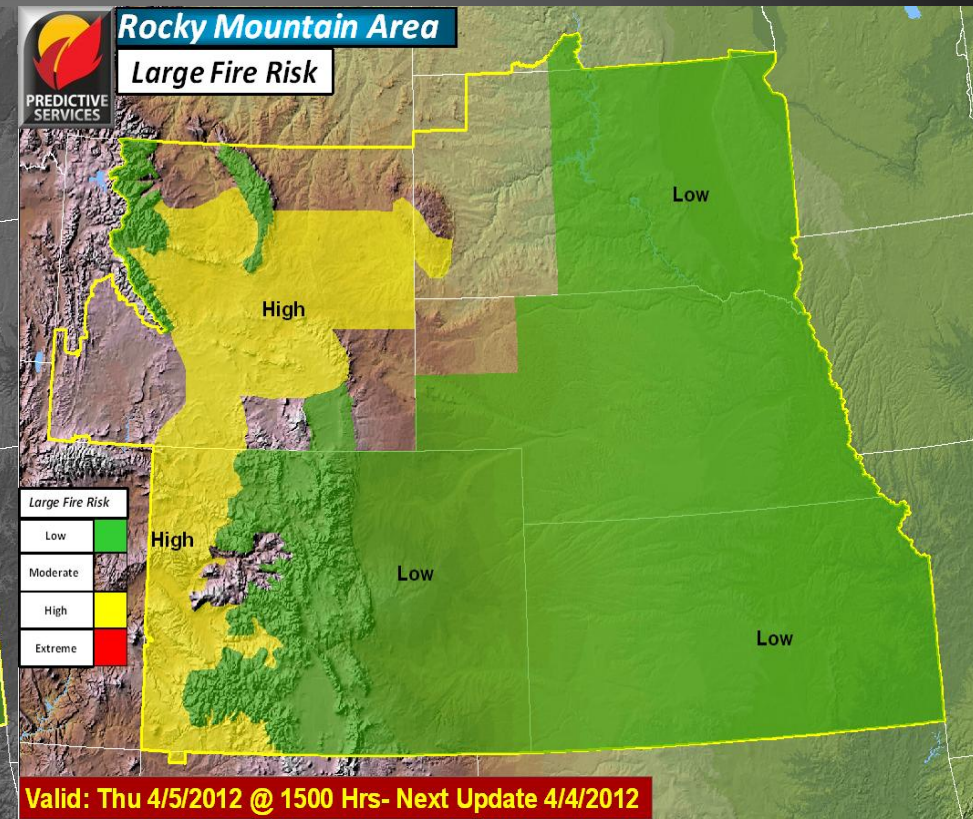 Rocky Mountain Area
Large Fire Risk
PREDICTIVE
SERVICES
Low
High
Large Fire Risk
Low
Moderate
High
Extreme
High
Low
Low
Valid: Thu 4/5/2012 @ 1500 Hrs- Next Update 4/4/2012